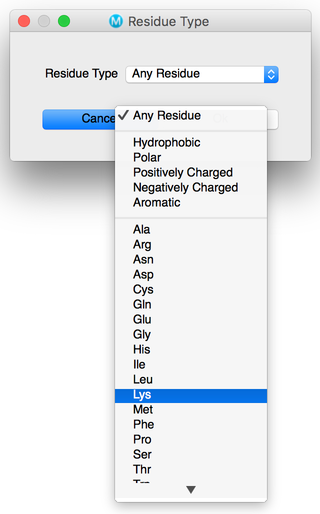 M Residue Type
Residue Type Any Residue
Cance
✓ Any Residue
Hydrophobic
Polar
Positively Charged
Negatively Charged
Aromatic
Ala
Arg
Asn
Asp
Cys
Gln
Glu
Gly
His
Ile
Leu
Lys
Met
Phe
Pro
Ser
Thr